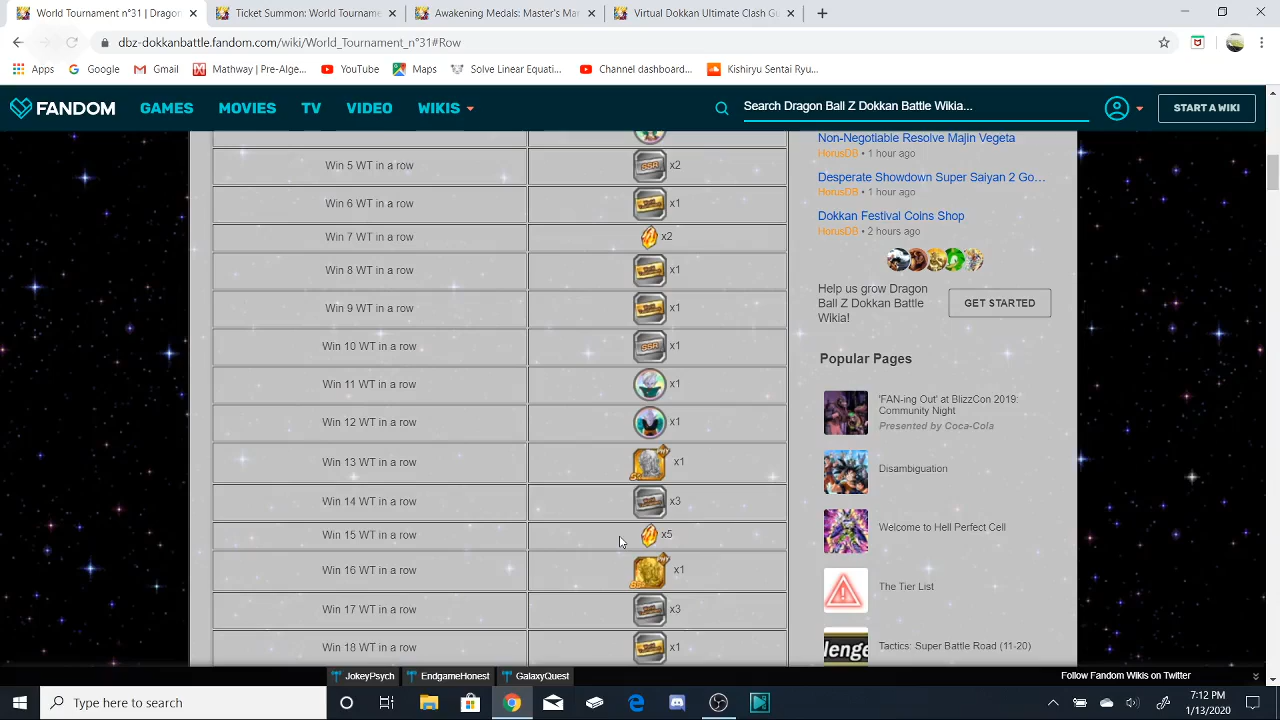 World Tournament n°31 | Dragon
Ticket Summon: World Tourname
Awakening Medals: Master's Mar
Virtual Dokkan Ultimate Clash Gu
dbz-dokkanbattle.fandom.com/wiki/World_Tournament_n°31#Row
Apps
Google
Gmail
Mathway | Pre-Alge...
YouTube
Maps
Solve Linear Equati...
Channel dashboard...
Kishiryu Sentai Ryu...
FANDOM
GAMES
MOVIES
TV
VIDEO
WIKIS
Search Dragon Ball Z Dokkan Battle Wikia...
START A WIKI
Win 5 WT in a row
SSR x2
Win 6 WT in a row
x1
Win 7 WT in a row
x2
Win 8 WT in a row
x1
Win 9 WT in a row
x1
Win 10 WT in a row
SSR x1
Win 11 WT in a row
x1
Win 12 WT in a row
x1
Win 13 WT in a row
x1
Win 14 WT in a row
x3
Win 15 WT in a row
x5
Win 16 WT in a row
x1
Win 17 WT in a row
x3
Win 18 WT in a row
x1
Non-Negotiable Resolve Majin Vegeta
HorusDB • 1 hour ago
Desperate Showdown Super Saiyan 2 Go...
HorusDB • 1 hour ago
Dokkan Festival Coins Shop
HorusDB • 2 hours ago
Help us grow Dragon
Ball Z Dokkan Battle
Wikia!
GET STARTED
Popular Pages
'FAN-ing Out' at BlizzCon 2019:
Community Night
Presented by Coca-Cola
Disambiguation
Welcome to Hell Perfect Cell
The Tier List
Tactics: Super Battle Road (11-20)
lenge
JoeyPsych
Gamerquest
Follow Fandom Wikis on Twitter
Type here to search
7:12 PM
1/13/2020